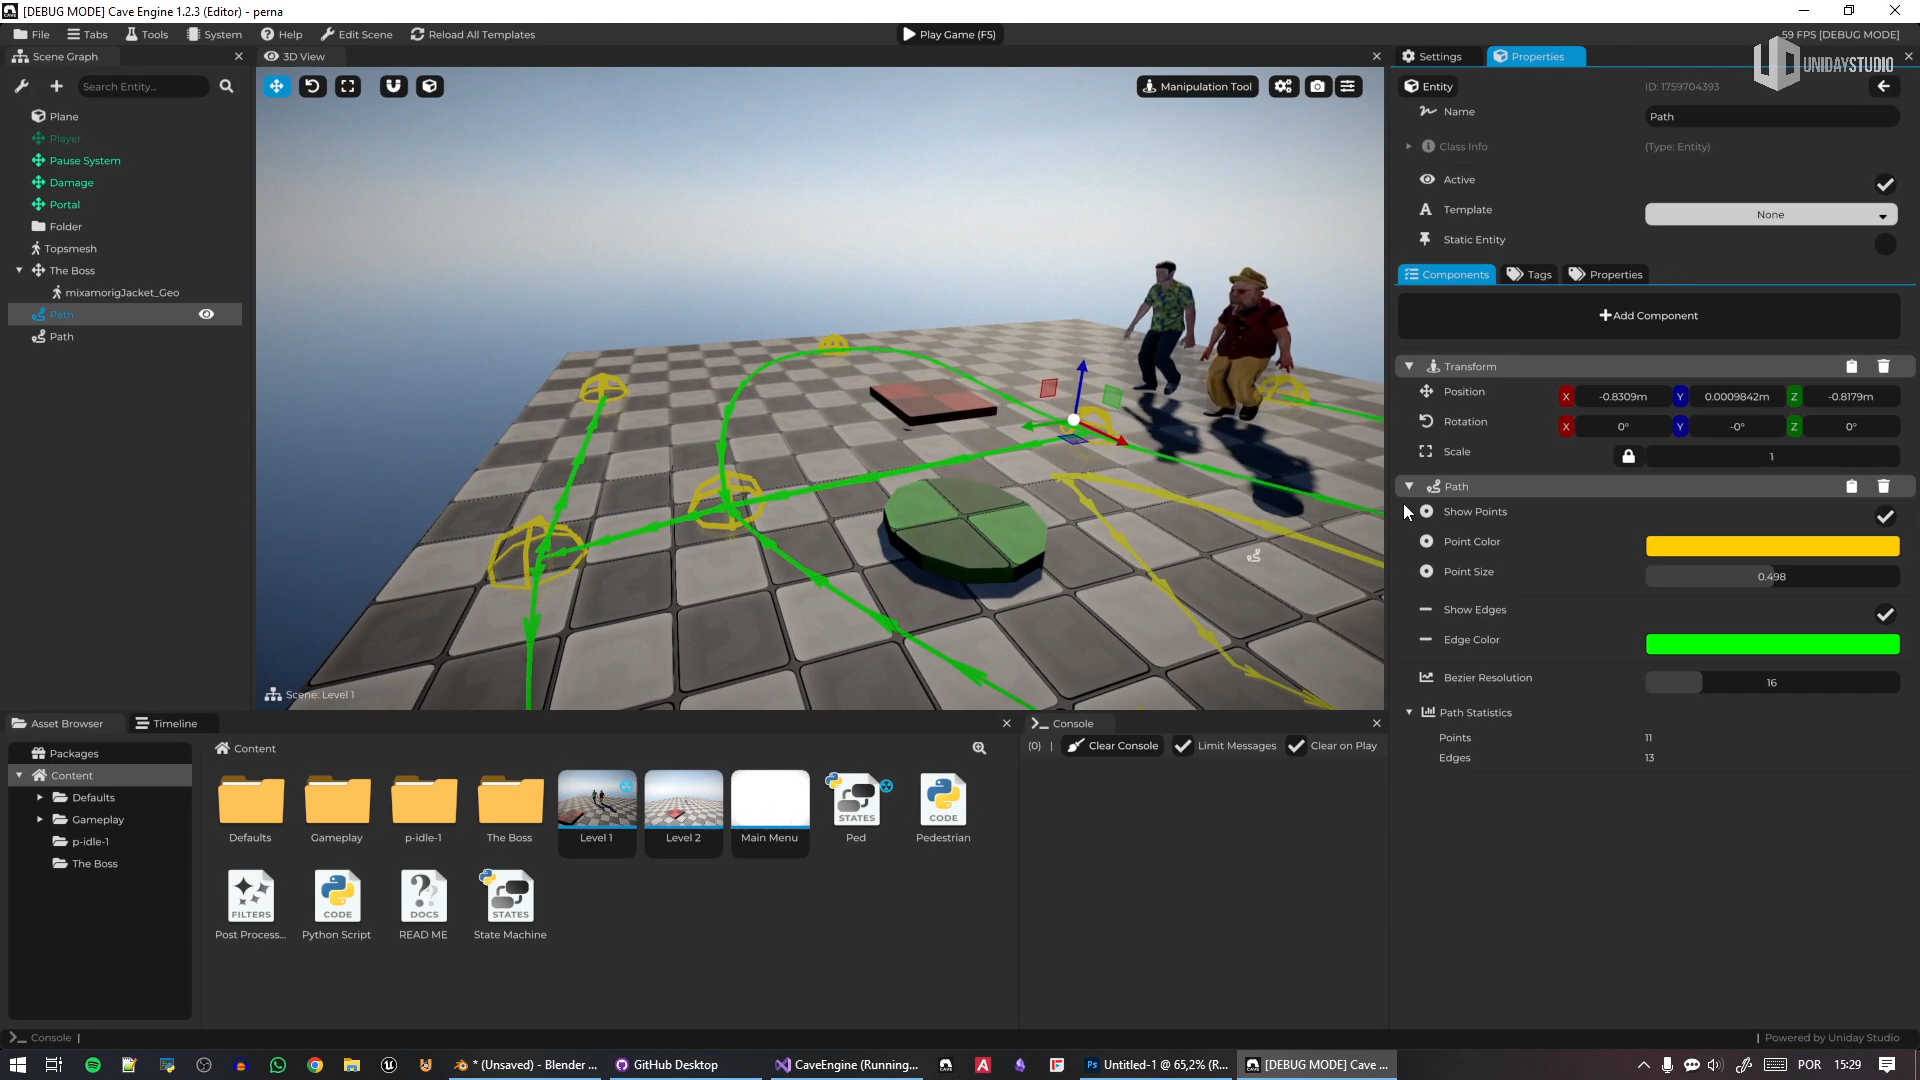 [DEBUG MODE] Cave Engine 1.2.3 (Editor) - perna
File
Tabs
Tools
System
Help
Edit Scene
Reload All Templates
Play Game (F5)
59 FPS [DEBUG MODE]
UNIDAYSTUDIO
Scene Graph
3D View
Settings
Properties
Search Entity...
Manipulation Tool
Entity
ID: 1759704393
Name
Path
Class Info
(Type: Entity)
Active
Template
None
Static Entity
Components
Tags
Properties
Add Component
Plane
Player
Pause System
Damage
Portal
Folder
Topsmesh
The Boss
mixamorigJacket_Geo
Path
Path
Transform
Position
X -0.8309m Y 0.0009842m Z -0.8179m
Rotation
X 0° Y -0° Z 0°
Scale
1
Path
Show Points
Point Color
Point Size
0.498
Show Edges
Edge Color
Bezier Resolution
16
Path Statistics
Points 11
Edges 13
Scene: Level 1
Asset Browser
Timeline
Console
Packages
Content
Defaults
Gameplay
p-idle-1
The Boss
Content
(0) | Clear Console
Limit Messages
Clear on Play
STATES
CODE
Defaults
Gameplay
p-idle-1
The Boss
Level 1
Level 2
Main Menu
Ped
Pedestrian
FILTERS
CODE
DOCS
STATES
Post Process...
Python Script
READ ME
State Machine
Console |
| Powered by Uniday Studio
* (Unsaved) - Blender ...
GitHub Desktop
CaveEngine (Running...
Untitled-1 @ 65,2% (R...
[DEBUG MODE] Cave ...
POR
15:29